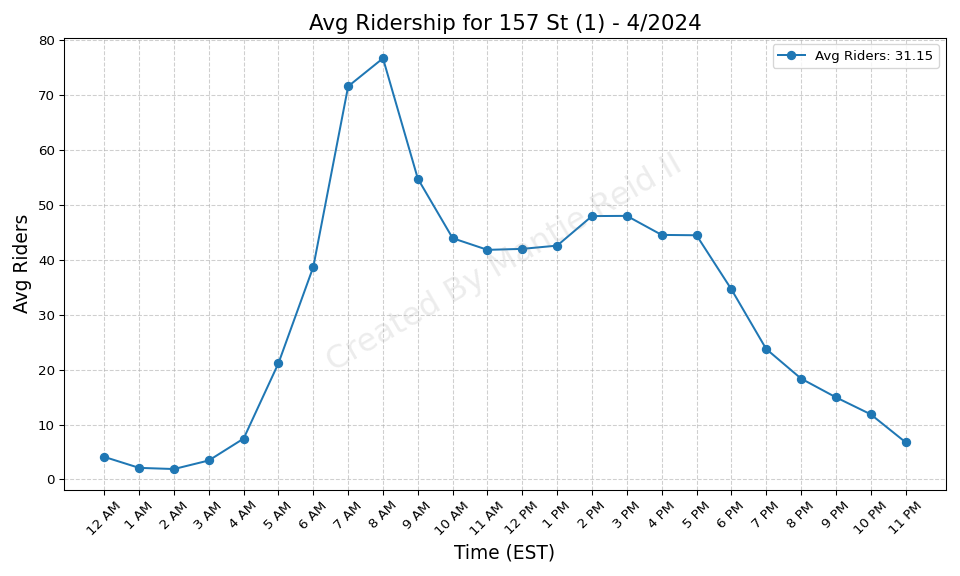 Avg Ridership for 157 St (1) - 4/2024
80
70
60
50
40
30
20
10
0
Avg Riders
Avg Riders: 31.15
Created By Mantie Reid II
12 AM
1 AM
2 AM
3 AM
4 AM
5 AM
6 AM
7 AM
8 AM
9 AM
10 AM
11 AM
12 PM
1 PM
2 PM
3 PM
4 PM
5 PM
6 PM
7 PM
8 PM
9 PM
10 PM
11 PM
Time (EST)